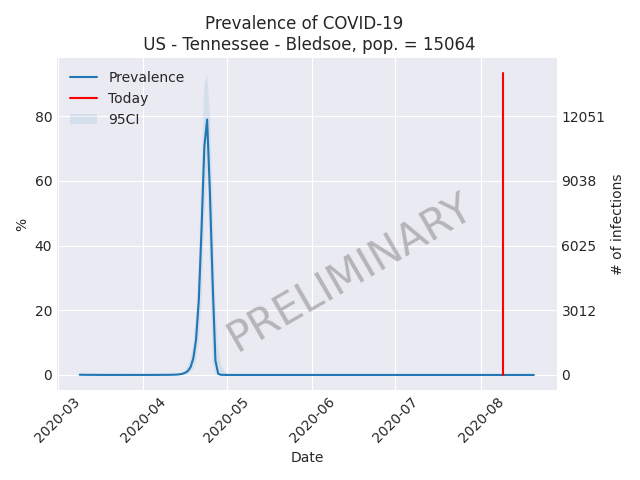 Prevalence of COVID-19
US - Tennessee - Bledsoe, pop. = 15064
Prevalence
Today
95CI
80
60
40
20
0
%
12051
9038
6025
3012
0
# of infections
PRELIMINARY
2020-03
2020-04
2020-05
2020-06
2020-07
2020-08
Date